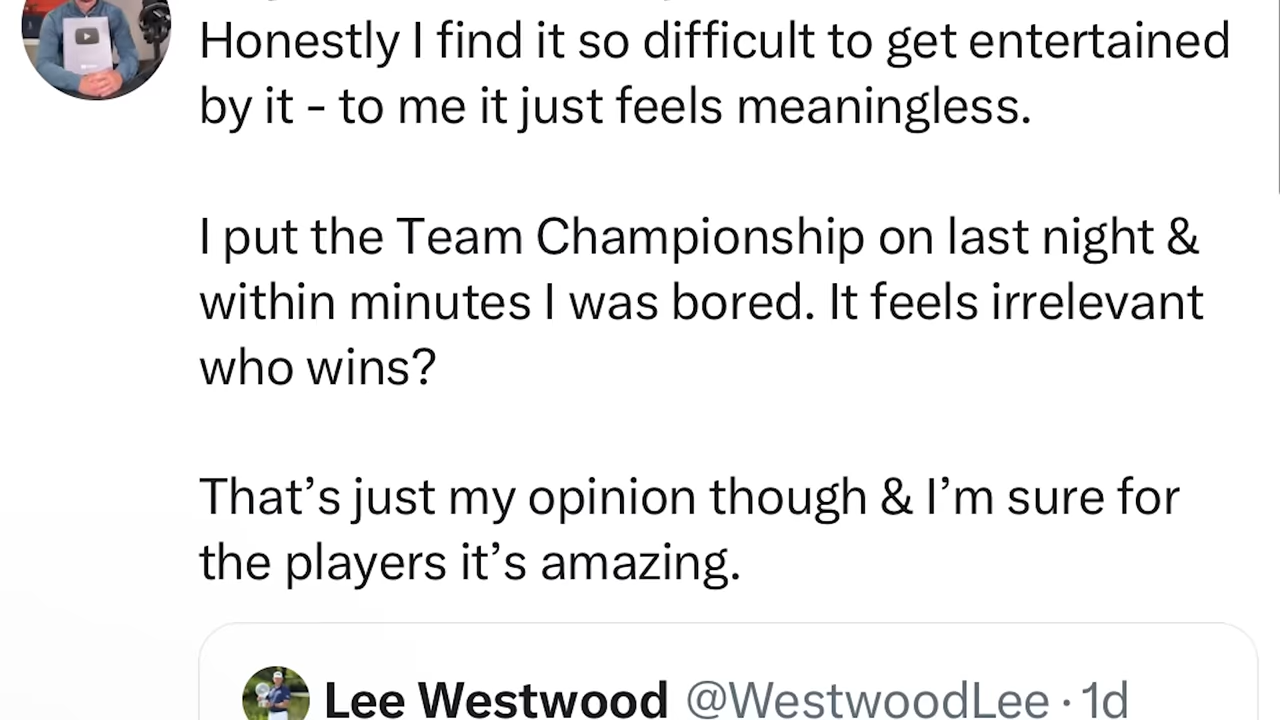 Honestly I find it so difficult to get entertained
by it - to me it just feels meaningless.
I put the Team Championship on last night &
within minutes I was bored. It feels irrelevant
who wins?
That’s just my opinion though & I’m sure for
the players it’s amazing.
Lee Westwood @WestwoodLee · 1d